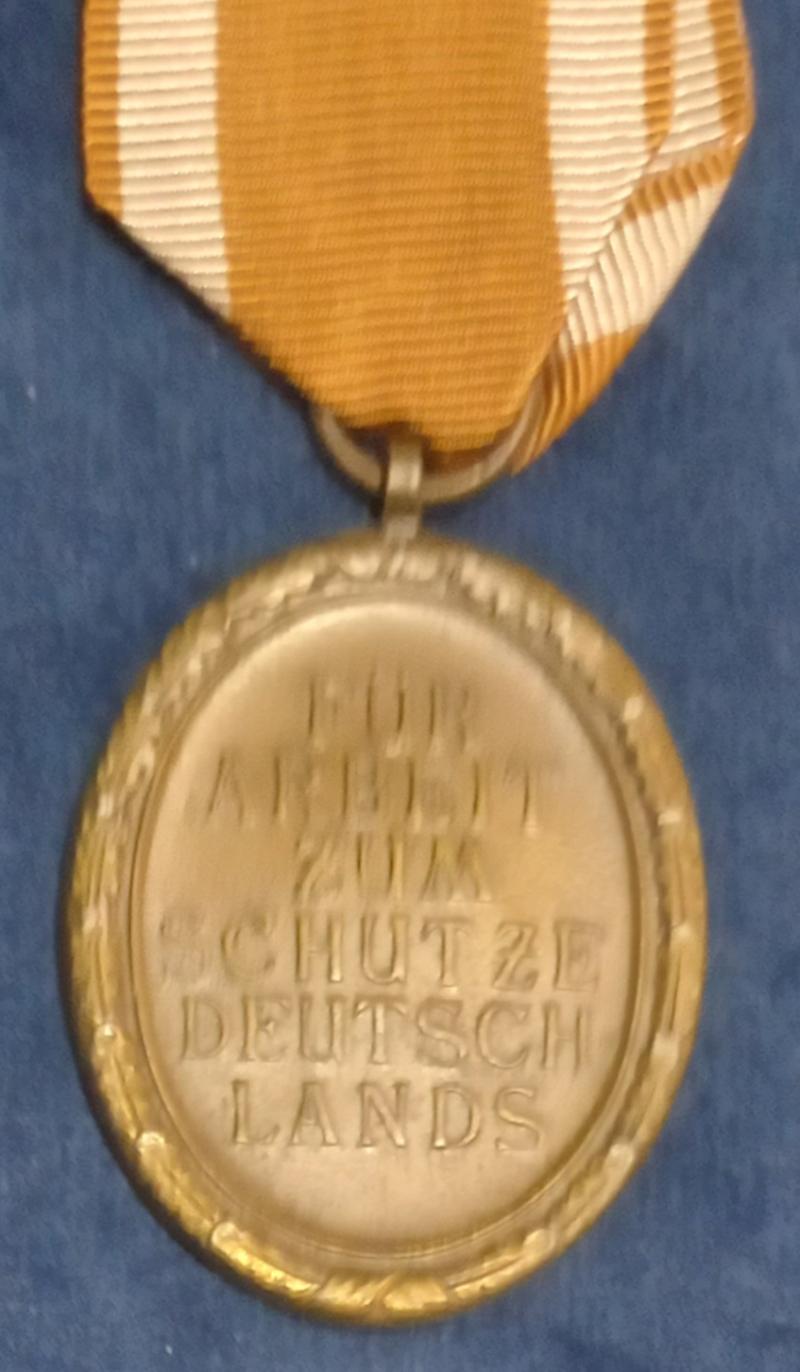 FÜR
ARBEIT
ZUM
SCHUTZE
DEUTSCH
LANDS